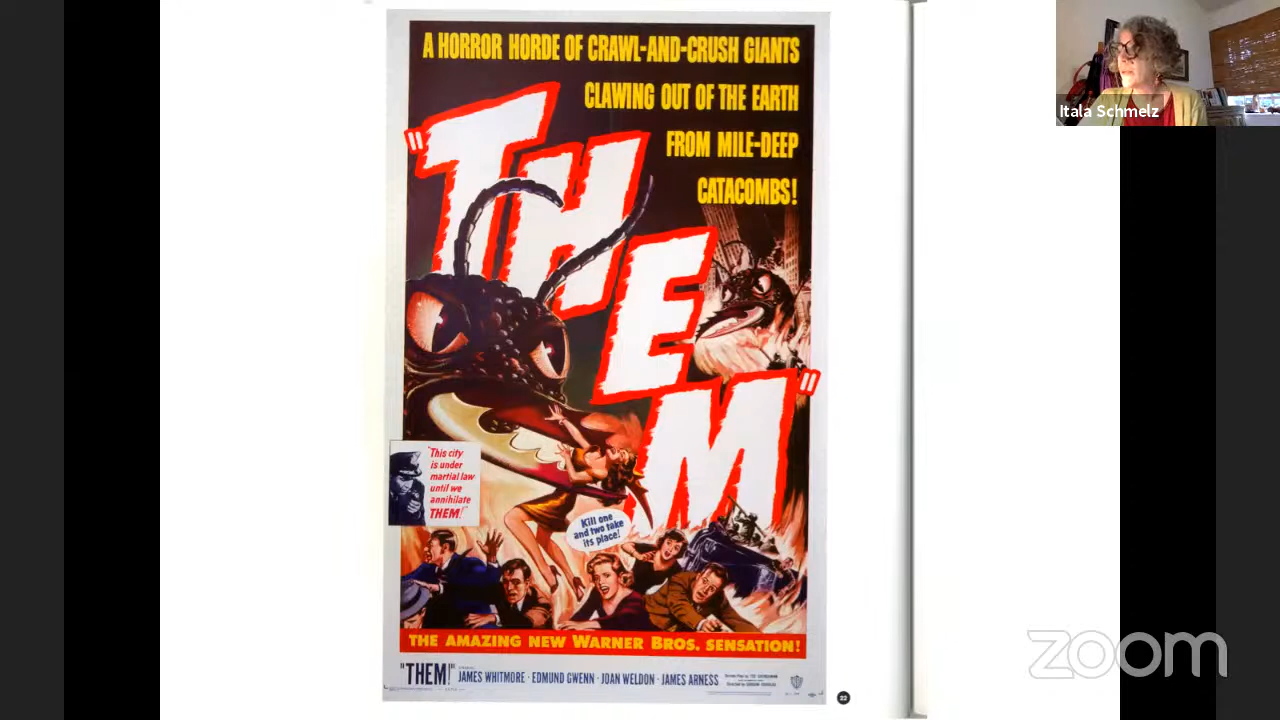 A HORROR HORDE OF CRAWL-AND-CRUSH GIANTS
CLAWING OUT OF THE EARTH
FROM MILE-DEEP
CATACOMBS!
"THEM"
"This city
is under
martial law
until we
annihilate
THEM!"
Kill one
and two take
its place!
THE AMAZING NEW WARNER BROS. SENSATION!
"THEM!" JAMES WHITMORE · EDMUND GWENN · JOAN WELDON · JAMES ARNESS
22
Itala Schmelz
zoom